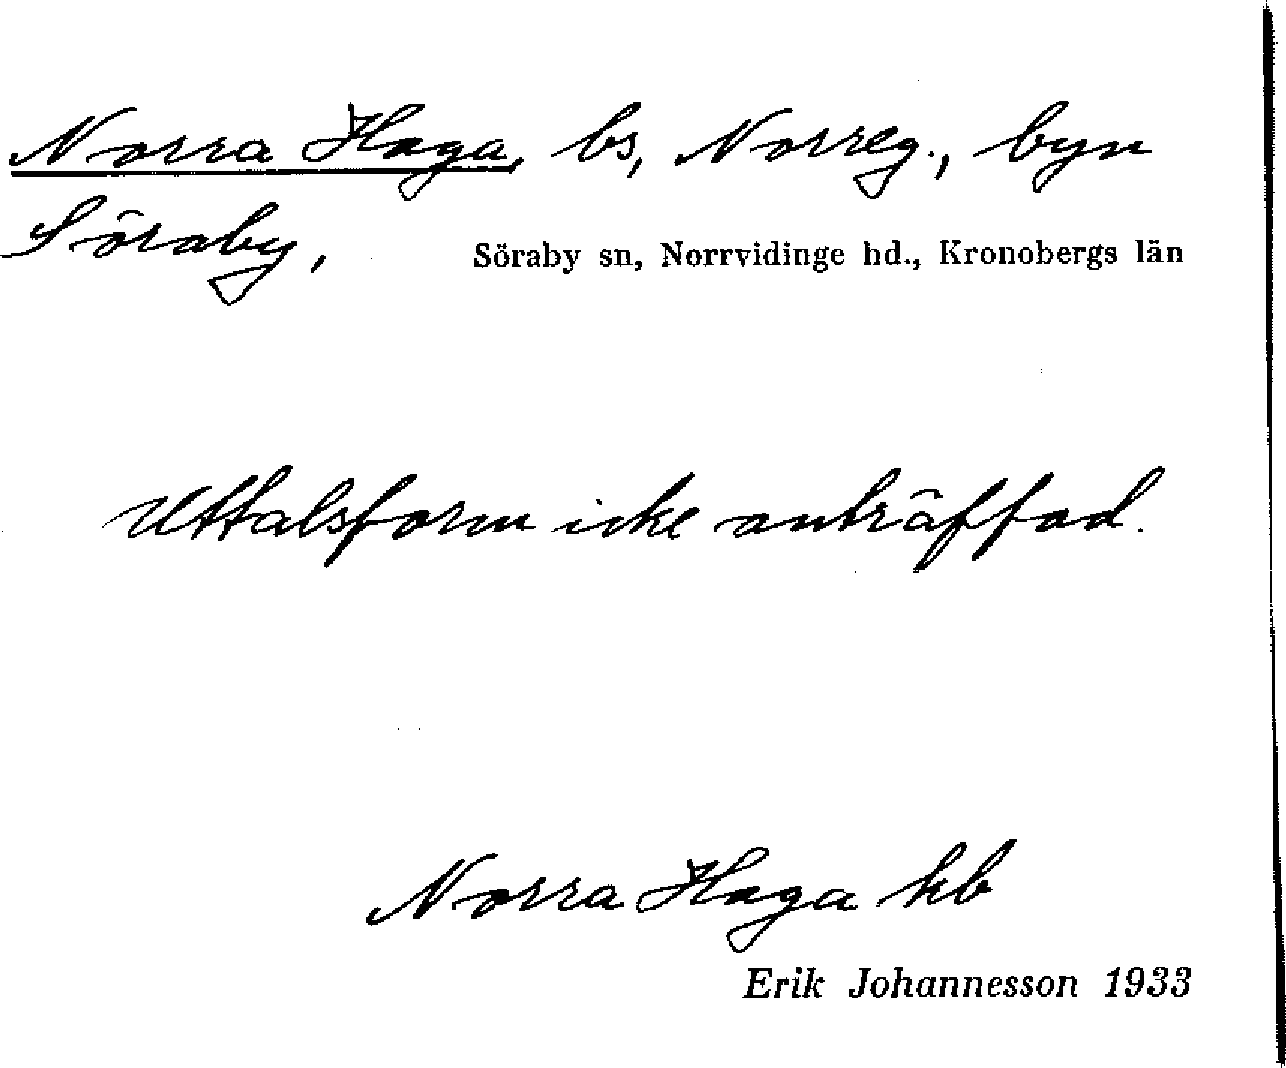 Norra Haga, bs, Norreg., byn
Söraby, Söraby sn, Norrvidinge hd., Kronobergs län
Uttalsform icke anträffad.
Norra Haga kb
Erik Johannesson 1933